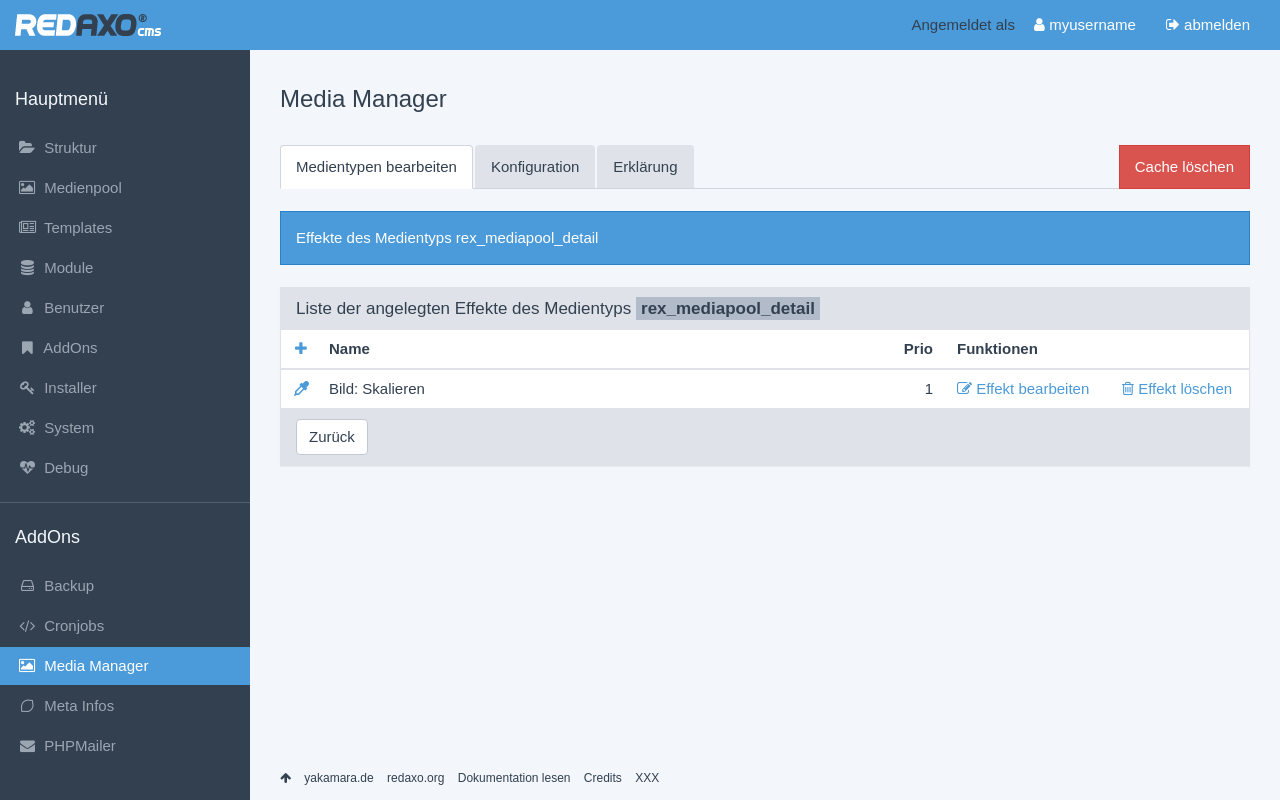 REDAXO® cms
Angemeldet als myusername abmelden
Hauptmenü
Struktur
Medienpool
Templates
Module
Benutzer
AddOns
Installer
System
Debug
AddOns
Backup
Cronjobs
Media Manager
Meta Infos
PHPMailer
Media Manager
Medientypen bearbeiten Konfiguration Erklärung Cache löschen
Effekte des Medientyps rex_mediapool_detail
Liste der angelegten Effekte des Medientyps rex_mediapool_detail
Name Prio Funktionen
Bild: Skalieren 1 Effekt bearbeiten Effekt löschen
Zurück
yakamara.de redaxo.org Dokumentation lesen Credits XXX